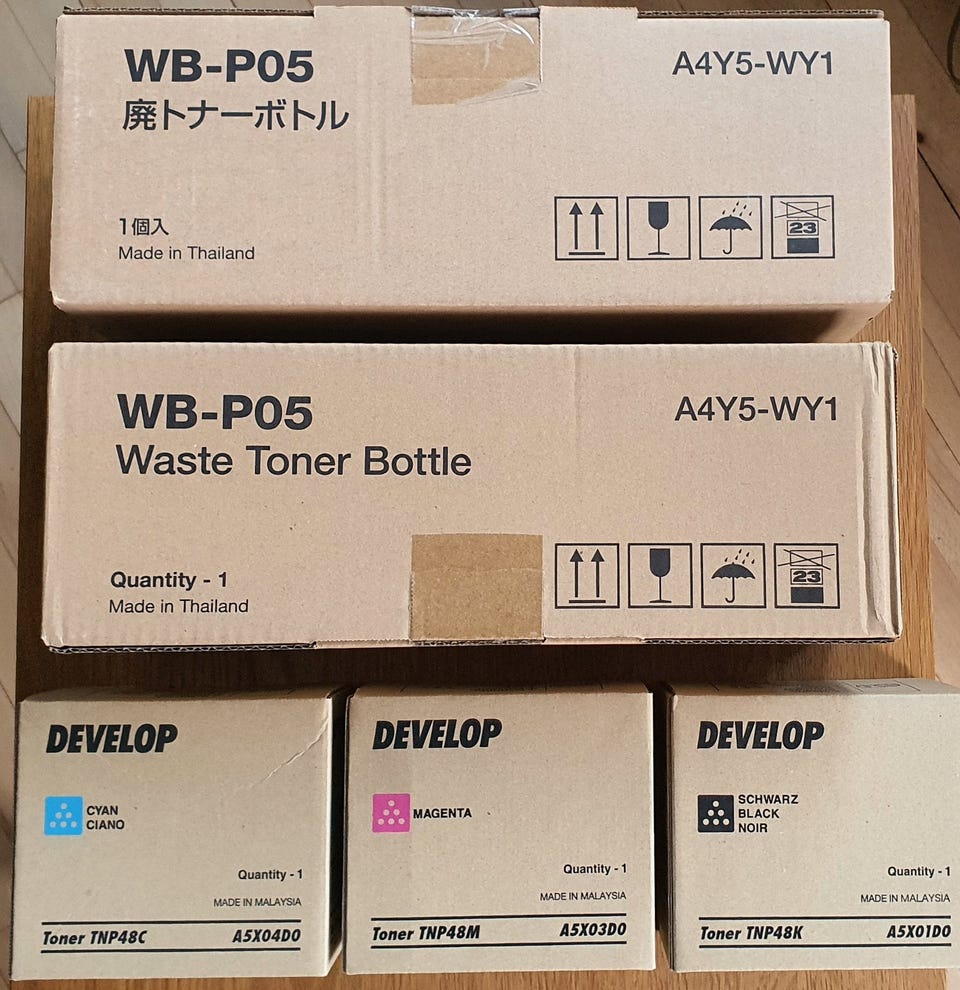 WB-P05
A4Y5-WY1
廃トナーボトル
1個入
Made in Thailand
23
WB-P05
A4Y5-WY1
Waste Toner Bottle
Quantity - 1
Made in Thailand
23
DEVELOP
CYAN
CIANO
Quantity - 1
MADE IN MALAYSIA
Toner TNP48C A5X04D0
DEVELOP
MAGENTA
Quantity - 1
MADE IN MALAYSIA
Toner TNP48M A5X03D0
DEVELOP
SCHWARZ
BLACK
NOIR
Quantity - 1
MADE IN MALAYSIA
Toner TNP48K A5X01D0